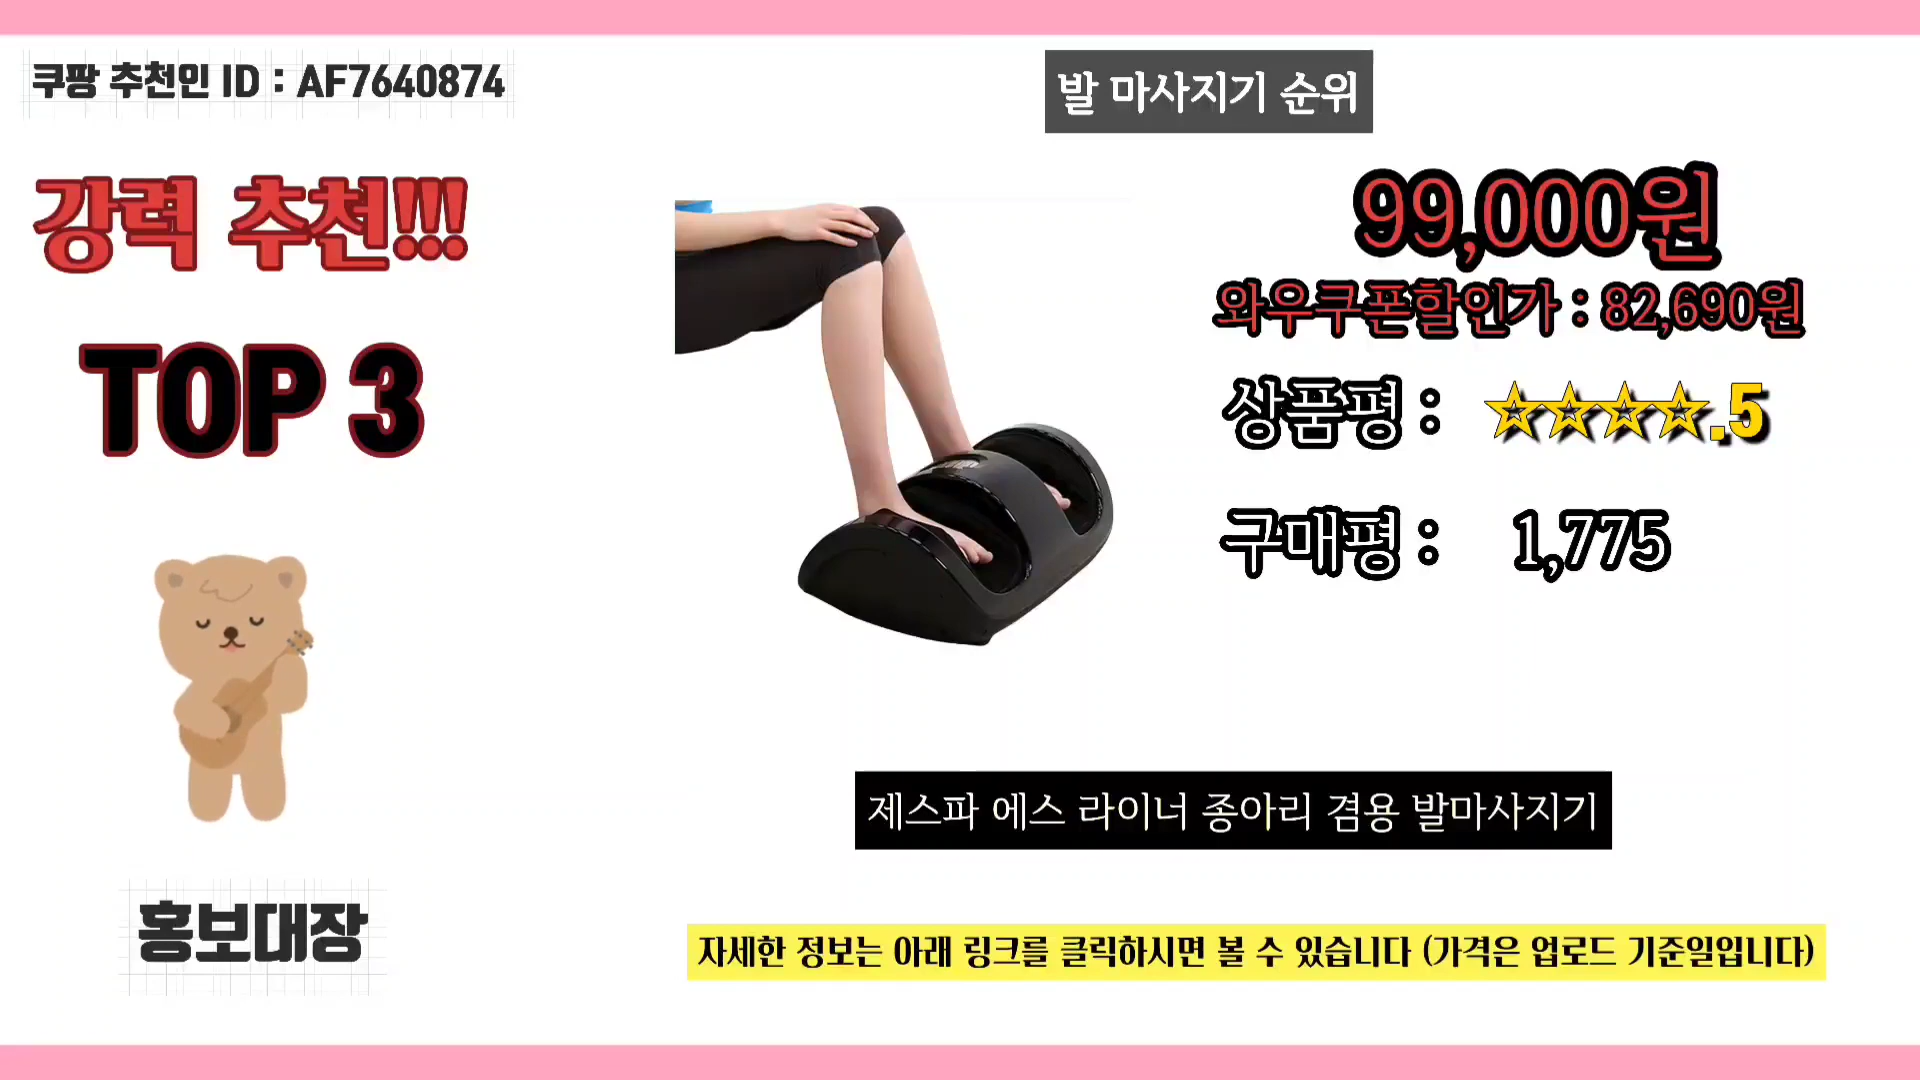 쿠팡 추천인 ID : AF7640874
발 마사지기 순위
강력 추천!!!
99,000원
와우쿠폰할인가 : 82,690원
TOP 3
상품평 : ☆☆☆☆.5
구매평 : 1,775
제스파 에스 라이너 종아리 겸용 발마사지기
홍보대장
자세한 정보는 아래 링크를 클릭하시면 볼 수 있습니다 (가격은 업로드 기준일입니다)